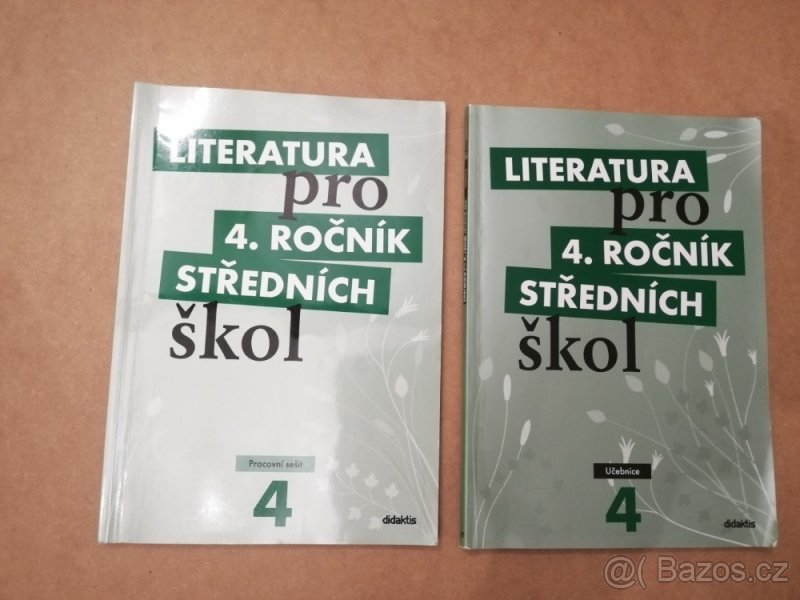 LITERATURA
pro
4. ROČNÍK
STŘEDNÍCH
škol
Pracovní sešit
4
didaktis
LITERATURA
pro
4. ROČNÍK
STŘEDNÍCH
škol
Učebnice
4
didaktis
@( Bazos.cz